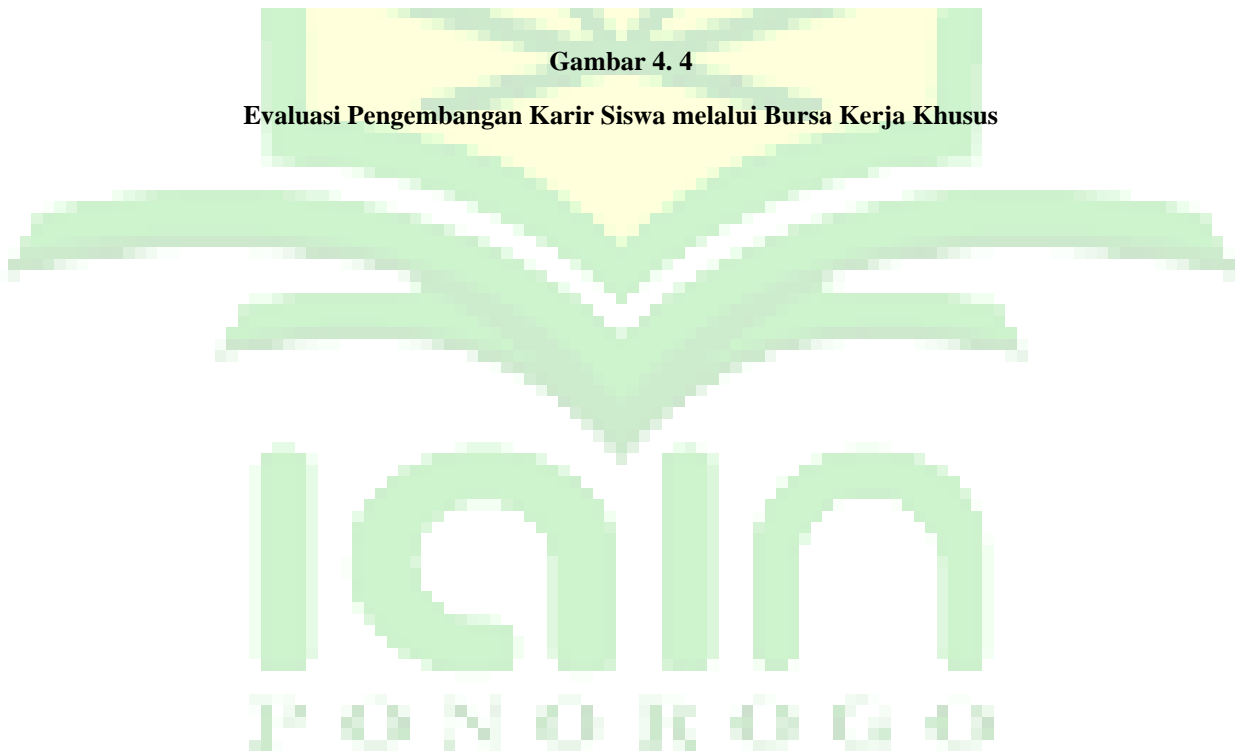 Gambar 4. 4
Evaluasi Pengembangan Karir Siswa melalui Bursa Kerja Khusus
iain
PONOROGO